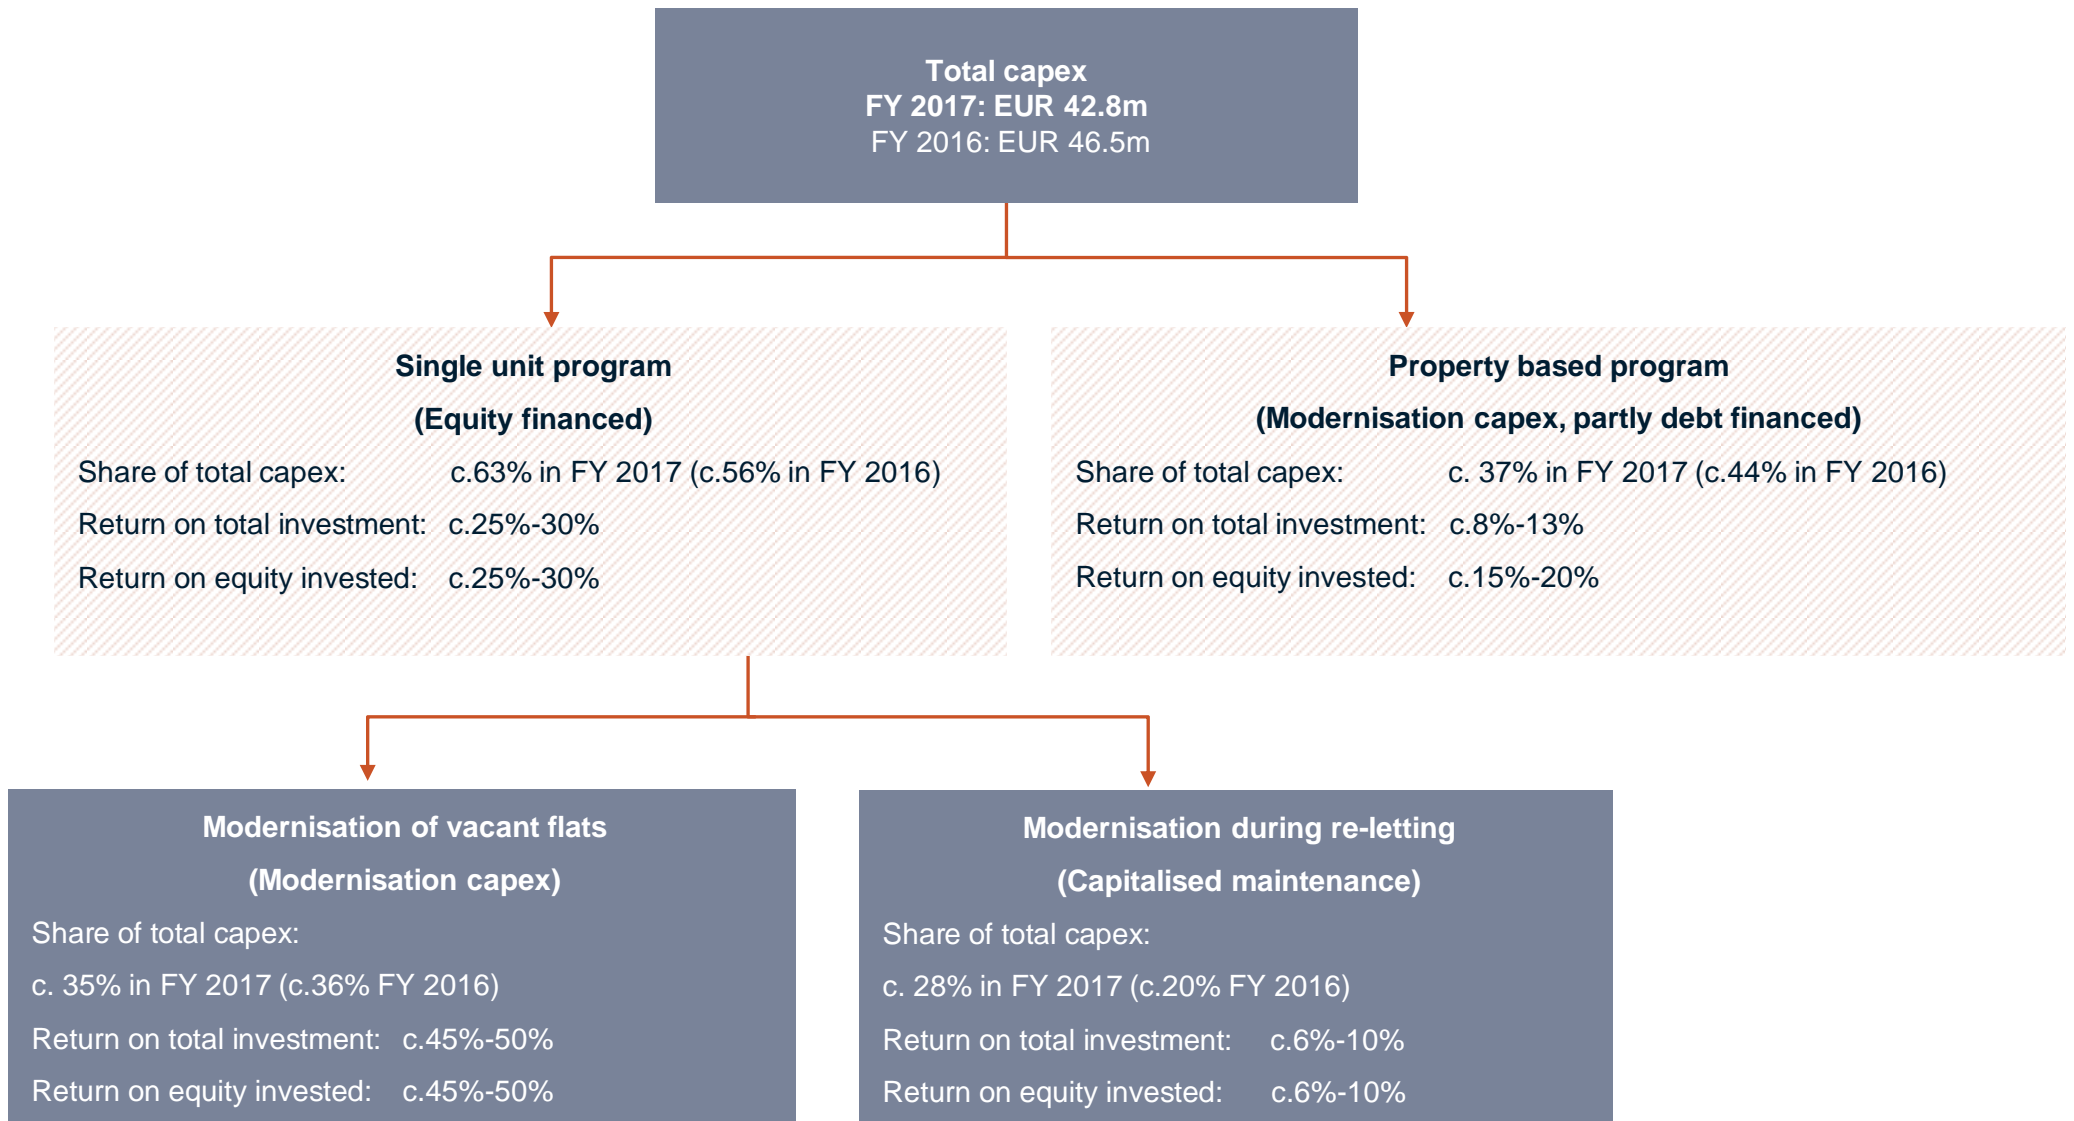 Total capex
FY 2017: EUR 42.8m
FY 2016: EUR 46.5m
Single unit program
(Equity financed)
Share of total capex: c.63% in FY 2017 (c.56% in FY 2016)
Return on total investment: c.25%-30%
Return on equity invested: c.25%-30%
Property based program
(Modernisation capex, partly debt financed)
Share of total capex: c. 37% in FY 2017 (c.44% in FY 2016)
Return on total investment: c.8%-13%
Return on equity invested: c.15%-20%
Modernisation of vacant flats
(Modernisation capex)
Share of total capex:
c. 35% in FY 2017 (c.36% FY 2016)
Return on total investment: c.45%-50%
Return on equity invested: c.45%-50%
Modernisation during re-letting
(Capitalised maintenance)
Share of total capex:
c. 28% in FY 2017 (c.20% FY 2016)
Return on total investment: c.6%-10%
Return on equity invested: c.6%-10%